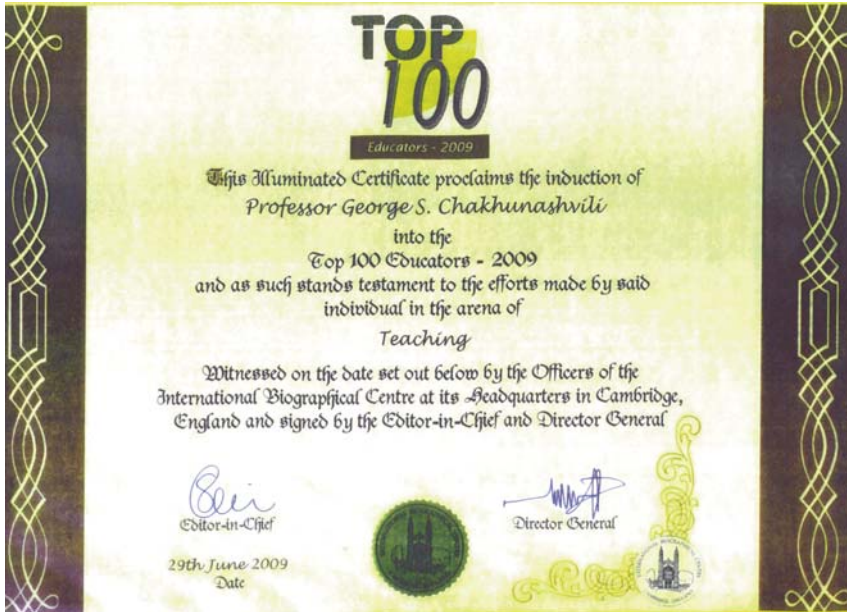 TOP
100
Educators - 2009
This Illuminated Certificate proclaims the induction of
Professor George S. Chakhunashvili
into the
Top 100 Educators - 2009
and as such stands testament to the efforts made by said
individual in the arena of
Teaching
Witnessed on the date set out below by the Officers of the
International Biographical Centre at its Headquarters in Cambridge,
England and signed by the Editor-in-Chief and Director General
Editor-in-Chief
Director General
29th June 2009
Date